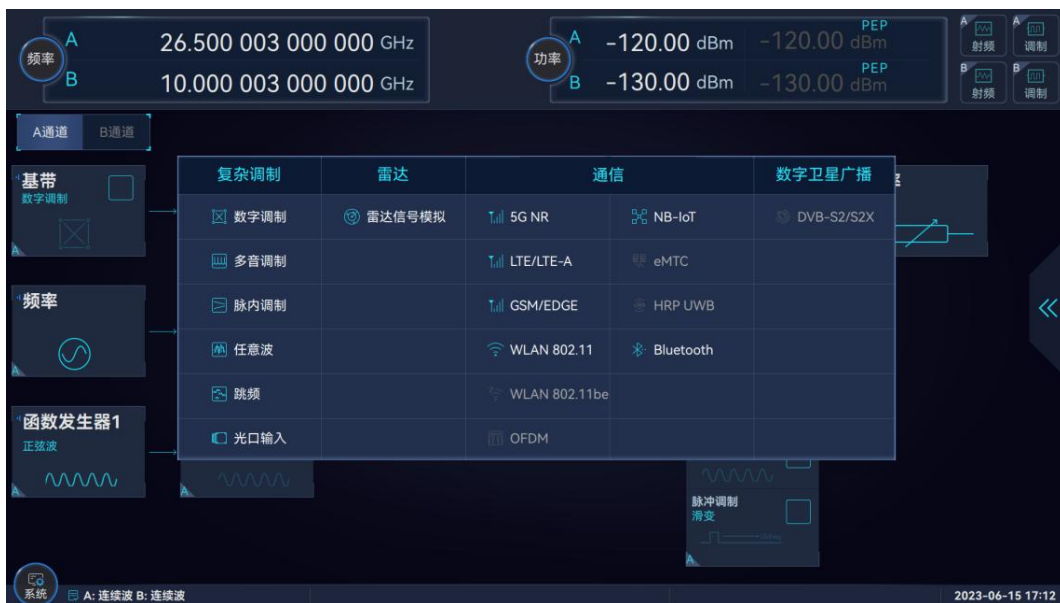 频率
A 26.500 003 000 000 GHz
B 10.000 003 000 000 GHz
功率
A -120.00 dBm -120.00 dBm PEP
B -130.00 dBm -130.00 dBm PEP
A 射频
A 调制
B 射频
B 调制
A通道 B通道
基带
数字调制
A
频率
A
函数发生器1
正弦波
A
复杂调制 雷达 通信 数字卫星广播
数字调制 雷达信号模拟 5G NR NB-IoT DVB-S2/S2X
多音调制 LTE/LTE-A eMTC
脉内调制 GSM/EDGE HRP UWB
任意波 WLAN 802.11 Bluetooth
跳频 WLAN 802.11be
光口输入 OFDM
A
脉冲调制
滑变
A
系统
A: 连续波 B: 连续波
2023-06-15 17:12